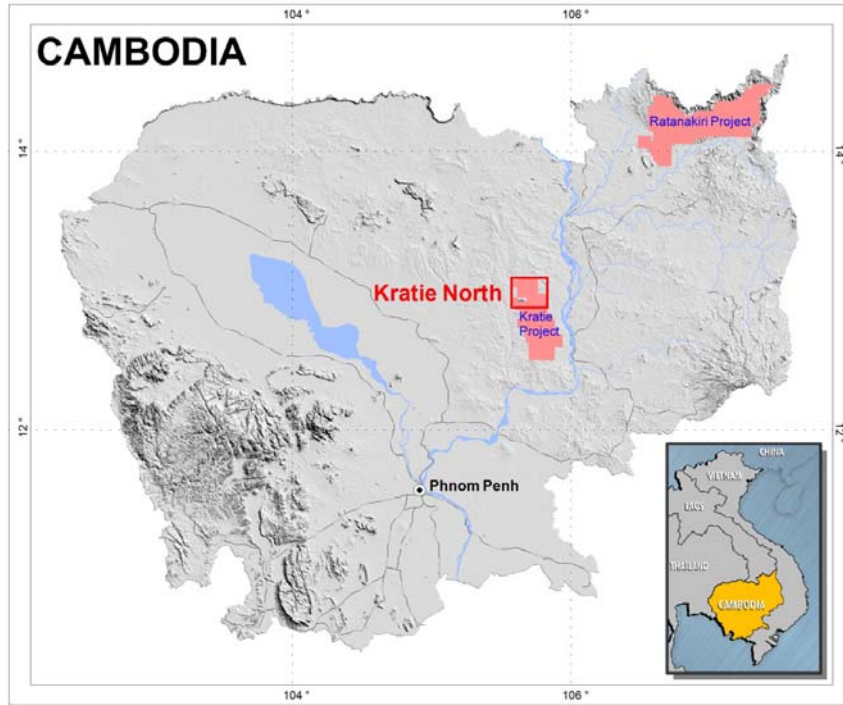 104 °
106 °
CAMBODIA
Ratanakiri Project
14 °
14 °
Kratie North
Kratie
Project
12 °
12 °
Phnom Penh
CHINA
VIETNAM
LAOS
THAILAND
CAMBODIA
104 °
106 °